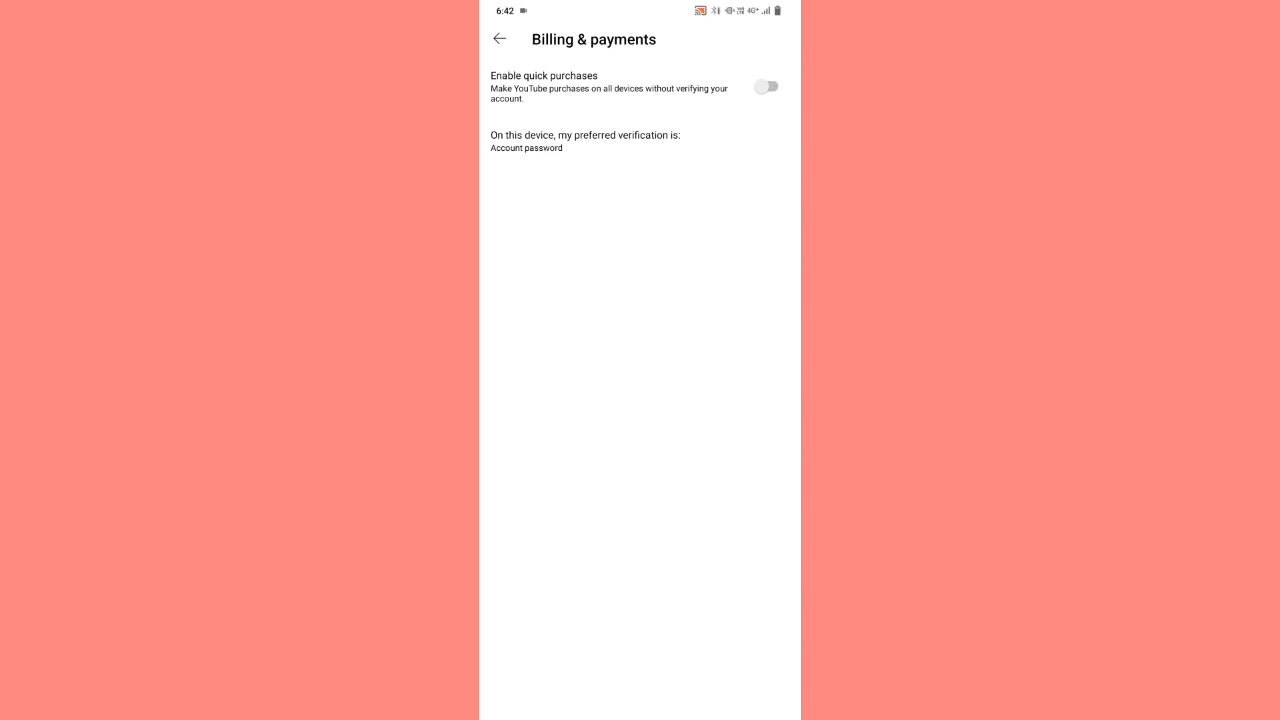 6:42
4G+
Billing & payments
Enable quick purchases
Make YouTube purchases on all devices without verifying your
account.
On this device, my preferred verification is:
Account password